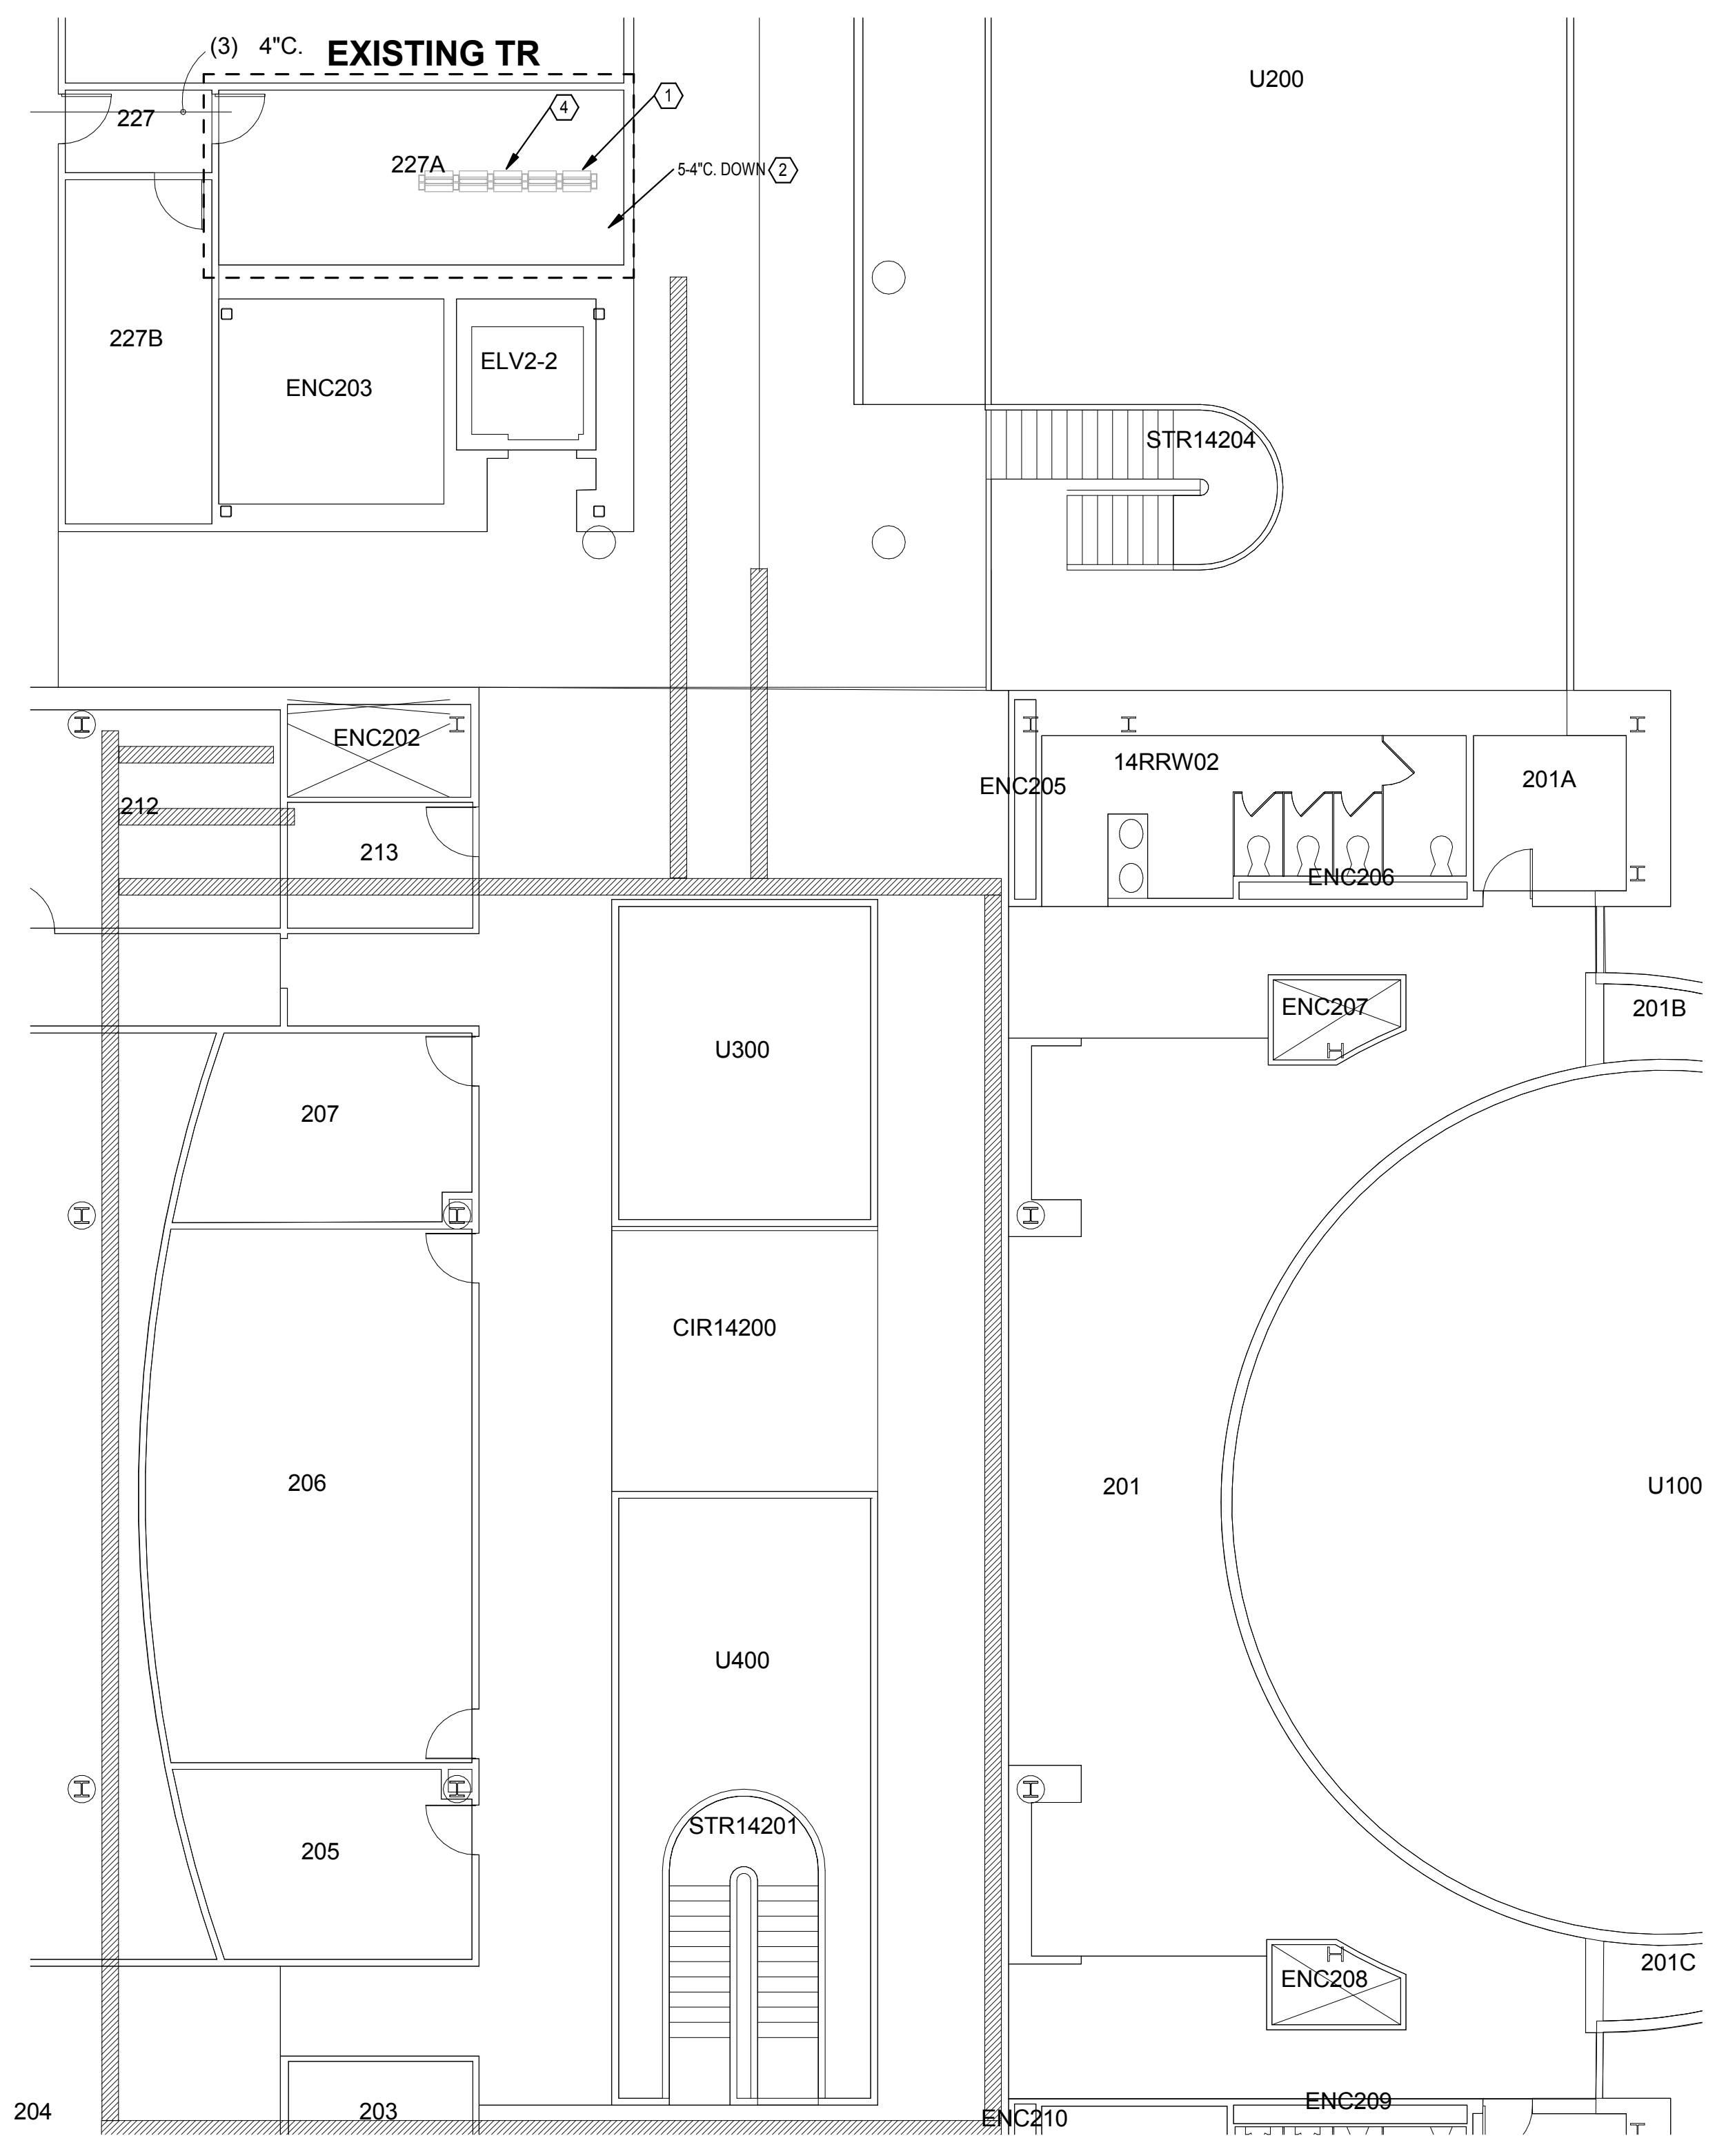 (3) 4"C. EXISTING TR
U200
1
4
227
227A
5-4"C. DOWN 2
227B
ELV2-2
ENC203
STR14204
ENC202
14RRW02
201A
ENC205
212
213
ENC206
ENC207
201B
U300
207
CIR14200
206
201
U100
U400
STR14201
205
201C
ENC208
ENC209
204
203
ENC210